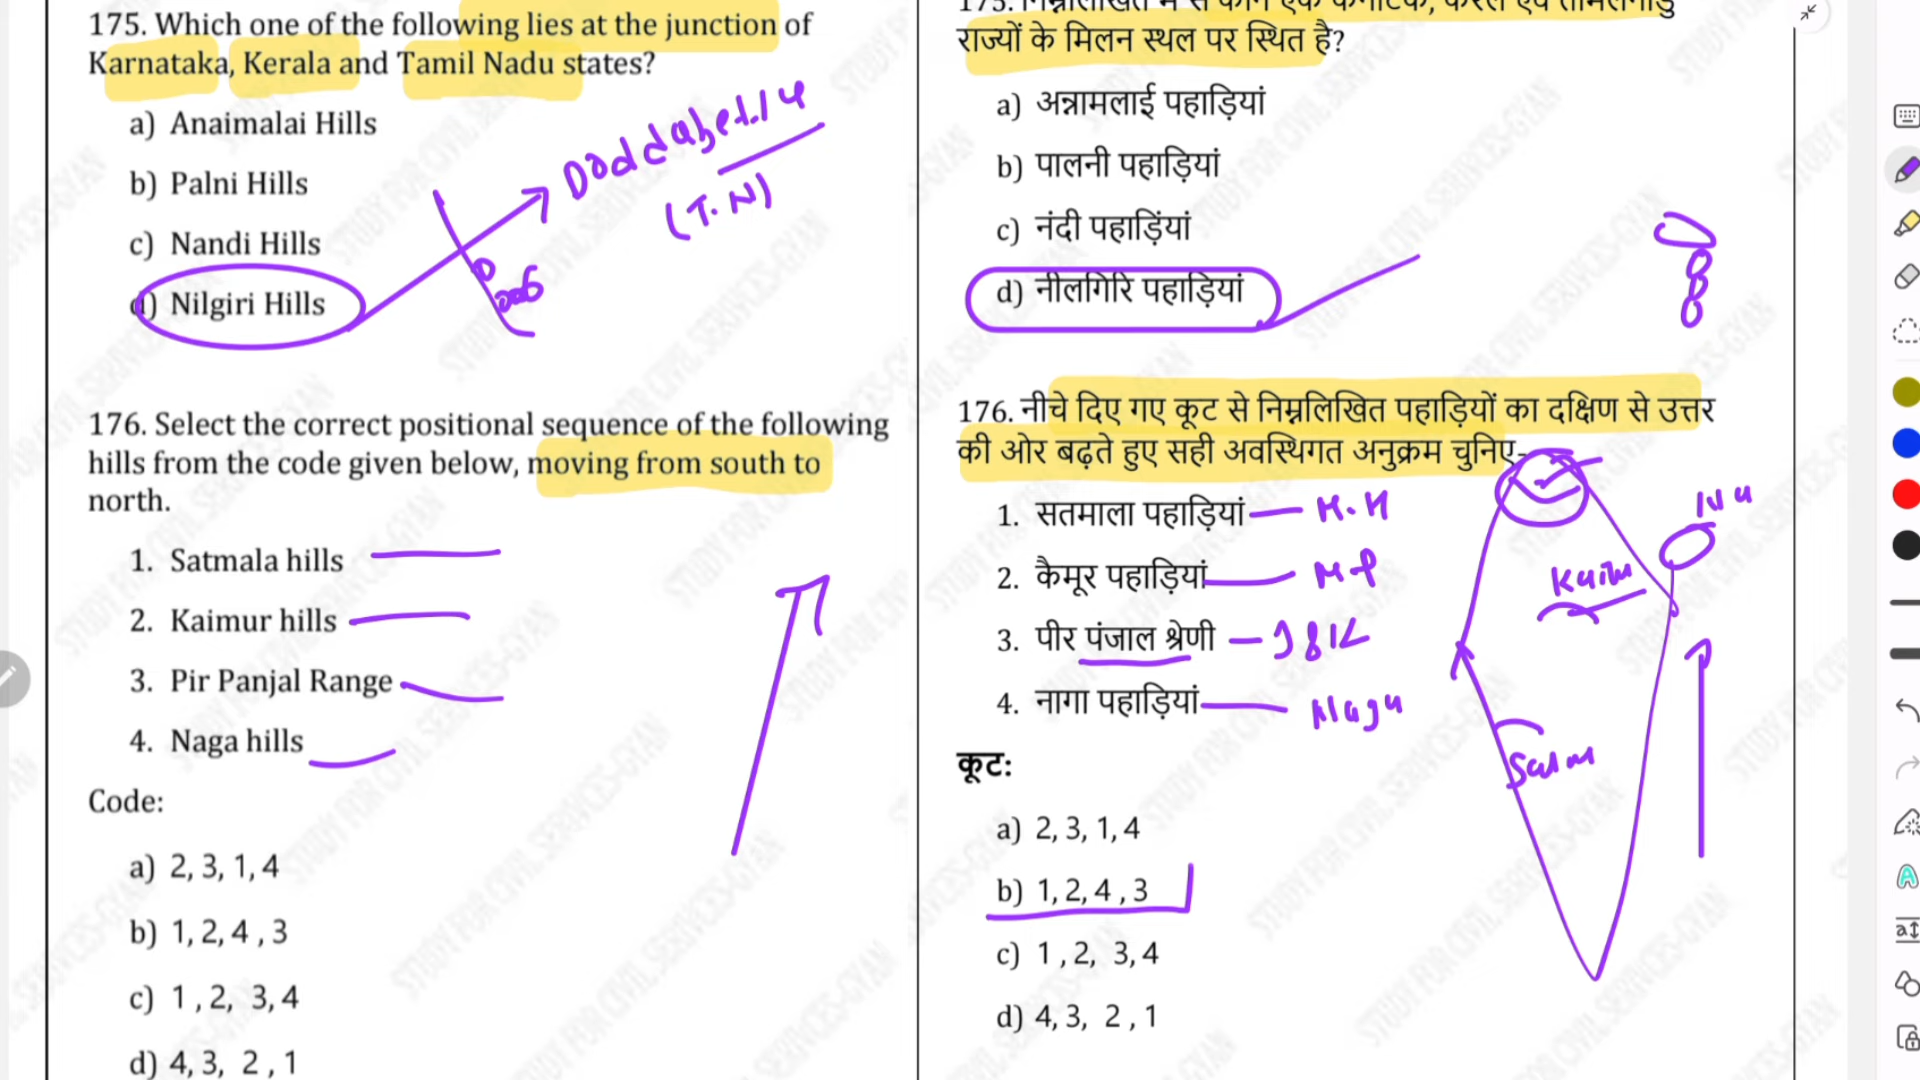 175. Which one of the following lies at the junction of
Karnataka, Kerala and Tamil Nadu states?
a) Anaimalai Hills
b) Palni Hills
c) Nandi Hills
d) Nilgiri Hills
(T.N)
176. Select the correct positional sequence of the following
hills from the code given below, moving from south to
north.
1. Satmala hills
2. Kaimur hills
3. Pir Panjal Range
4. Naga hills
Code:
a) 2, 3, 1, 4
b) 1, 2, 4 , 3
c) 1 , 2, 3, 4
d) 4, 3, 2 , 1
राज्यों के मिलन स्थल पर स्थित है?
a) अन्नामलाई पहाड़ियां
b) पालनी पहाड़ियां
c) नंदी पहाड़िंयां
d) नीलगिरि पहाड़ियां
176. नीचे दिए गए कूट से निम्नलिखित पहाड़ियों का दक्षिण से उत्तर
की ओर बढ़ते हुए सही अवस्थिगत अनुक्रम चुनिए-
1. सतमाला पहाड़ियां
2. कैमूर पहाड़ियां MP
3. पीर पंजाल श्रेणी J&K
4. नागा पहाड़ियां Naga
कूट:
a) 2, 3, 1, 4
b) 1, 2, 4 , 3
c) 1 , 2, 3, 4
d) 4, 3, 2 , 1